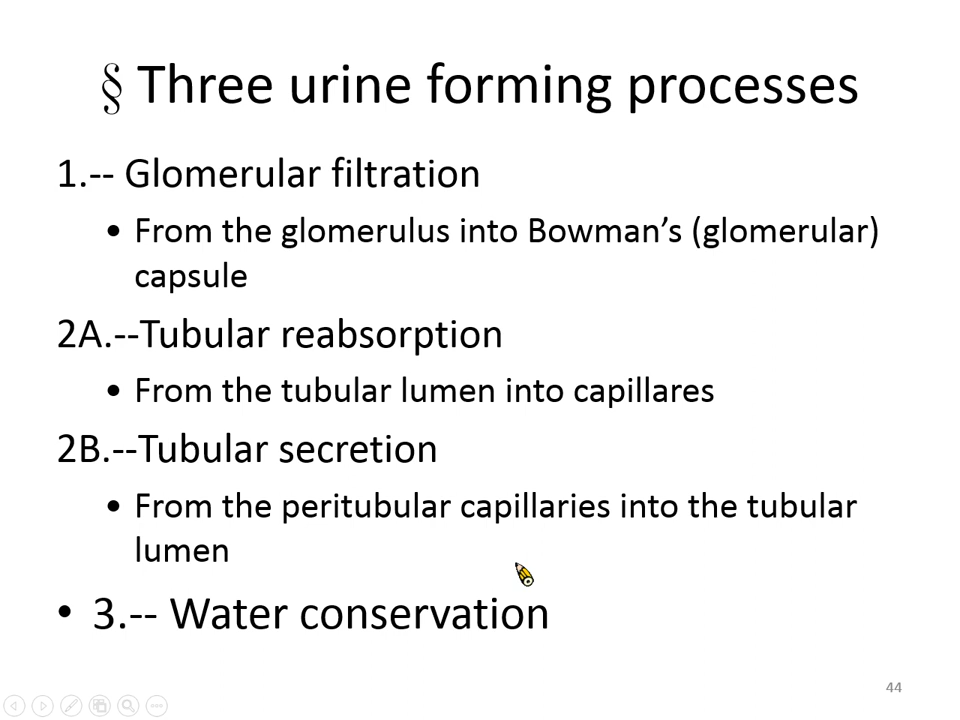 § Three urine forming processes
1.-- Glomerular filtration
• From the glomerulus into Bowman’s (glomerular)
capsule
2A.--Tubular reabsorption
• From the tubular lumen into capillares
2B.--Tubular secretion
• From the peritubular capillaries into the tubular
lumen
• 3.-- Water conservation
44